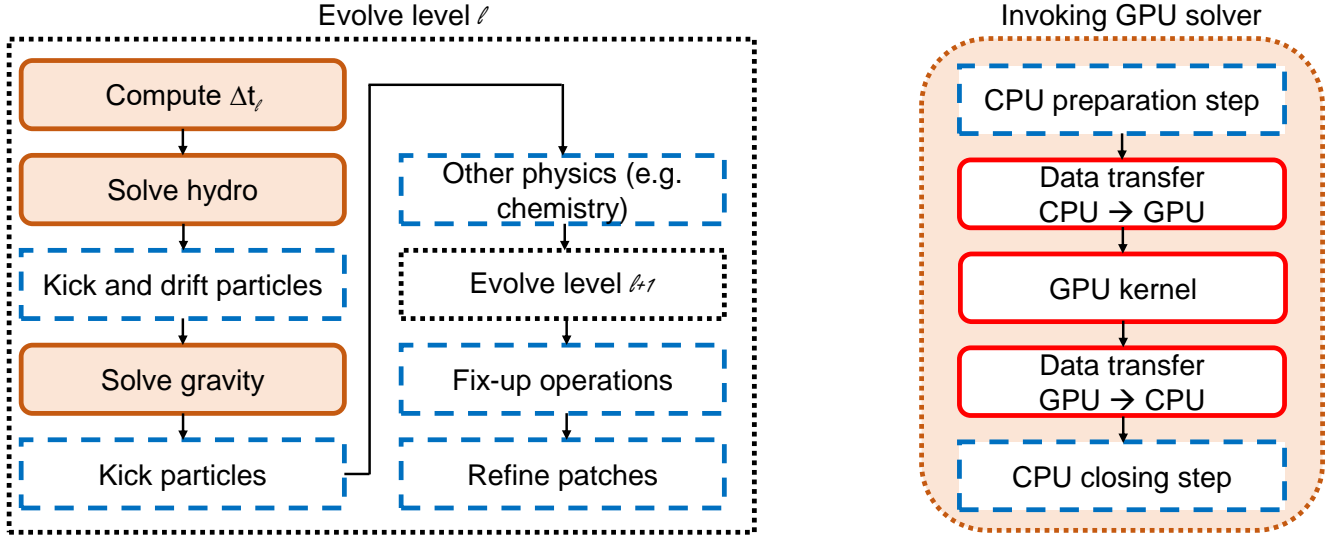 Evolve level ℓ
Compute Δtℓ
Solve hydro
Kick and drift particles
Solve gravity
Kick particles
Other physics (e.g.
chemistry)
Evolve level ℓ+1
Fix-up operations
Refine patches
Invoking GPU solver
CPU preparation step
Data transfer
CPU → GPU
GPU kernel
Data transfer
GPU → CPU
CPU closing step